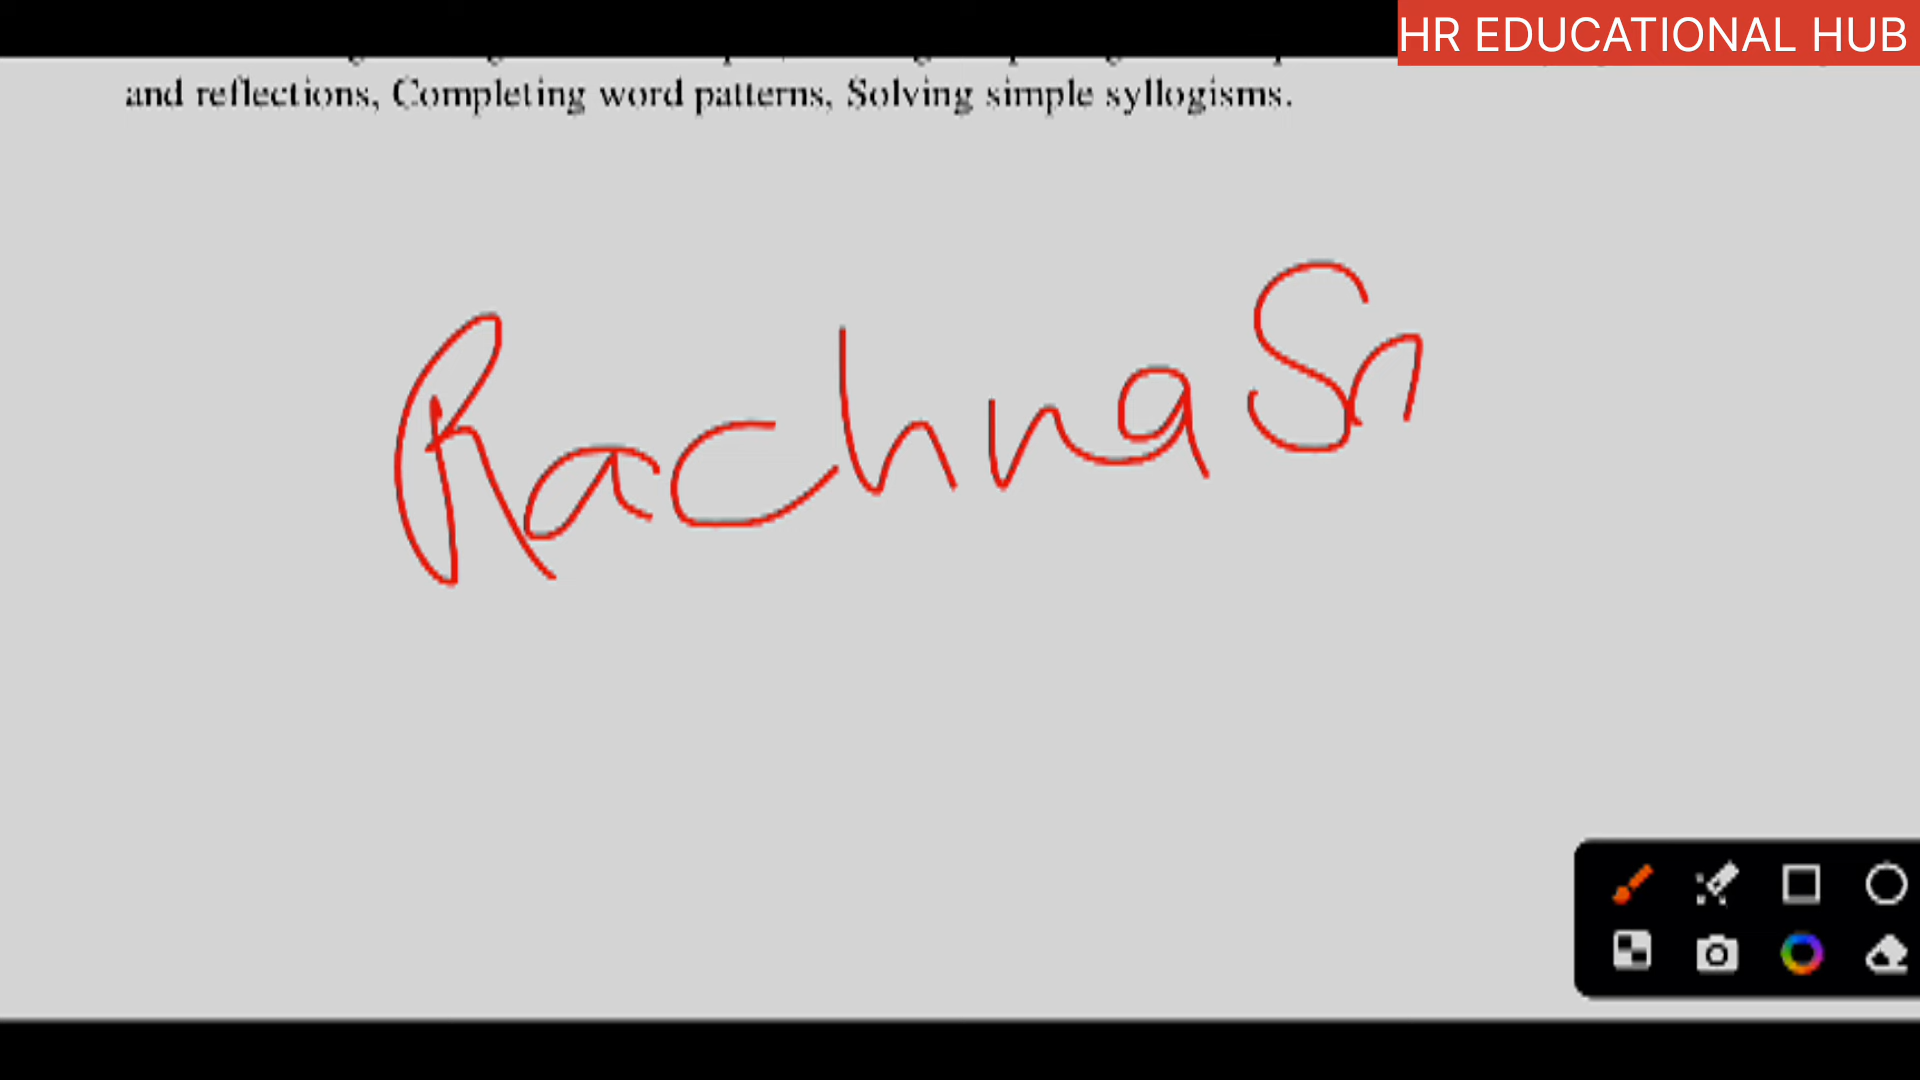 HR EDUCATIONAL HUB
and reflections, Completing word patterns, Solving simple syllogisms.
Rachna Sr